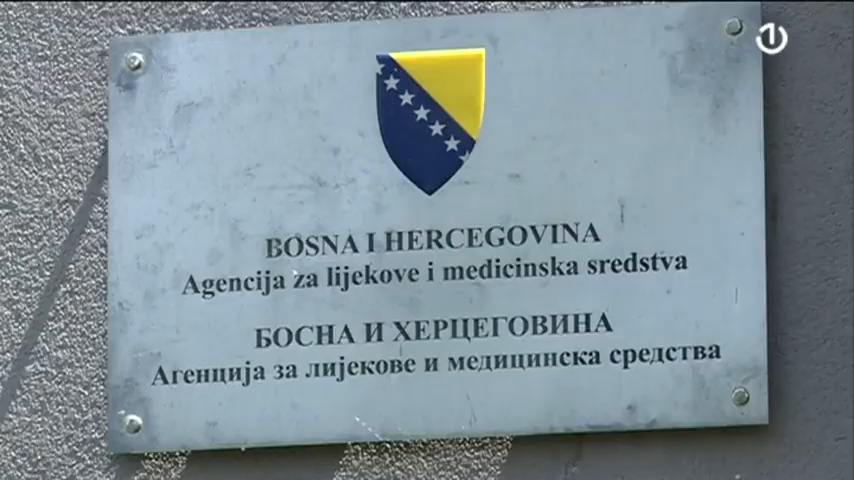 BOSNA I HERCEGOVINA
Agencija za lijekove i medicinska sredstva
БОСНА И ХЕРЦЕГОВИНА
Агенција за лијекове и медицинска средства